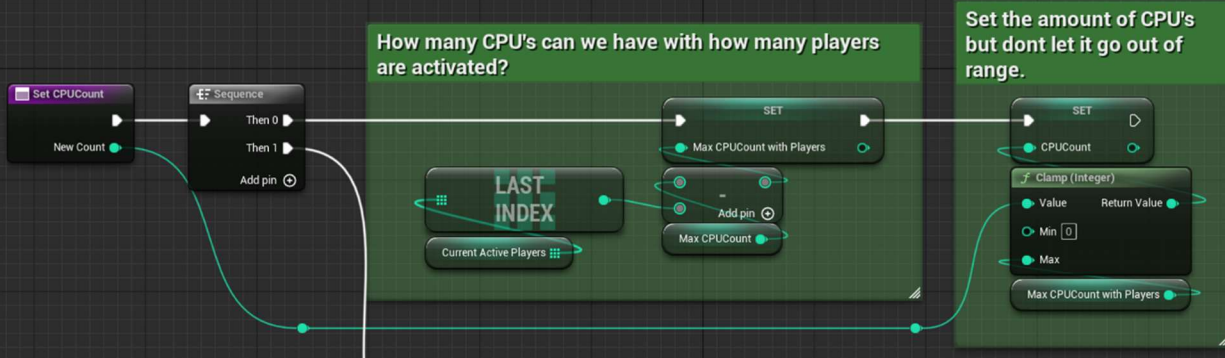 Set CPUCount
New Count
Sequence
Then 0
Then 1
Add pin
How many CPU's can we have with how many players
are activated?
SET
Max CPUCount with Players
LAST
INDEX
Current Active Players
-
Add pin
Max CPUCount
Set the amount of CPU's
but dont let it go out of
range.
SET
CPUCount
f Clamp (Integer)
Value Return Value
Min 0
Max
Max CPUCount with Players